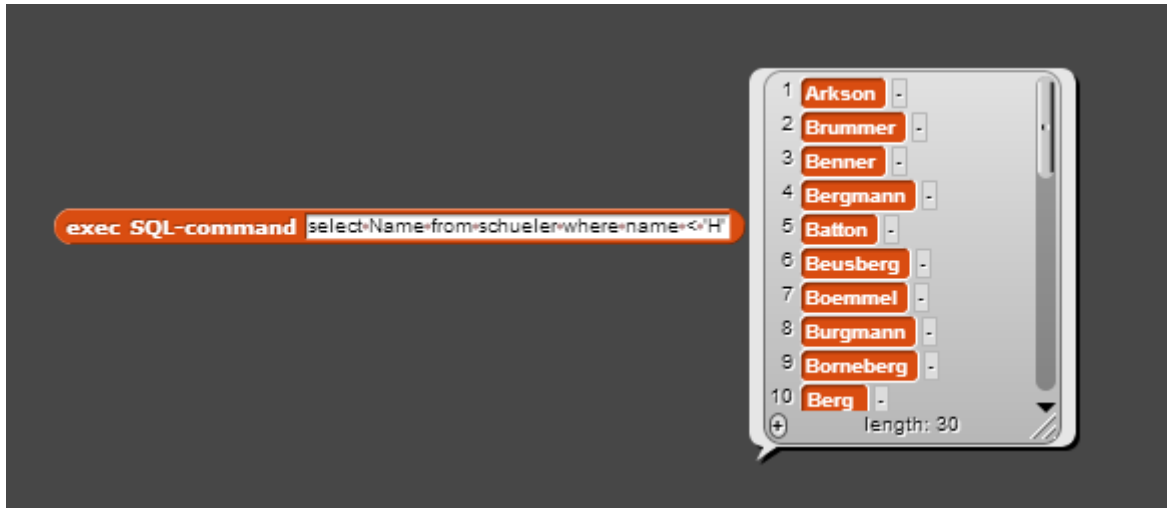 exec SQL-command select Name from schueler where name < "H"
1 Arkson -
2 Brummer -
3 Benner -
4 Bergmann -
5 Batton -
6 Beusberg -
7 Boemmel -
8 Burgmann -
9 Borneberg -
10 Berg -
+ length: 30